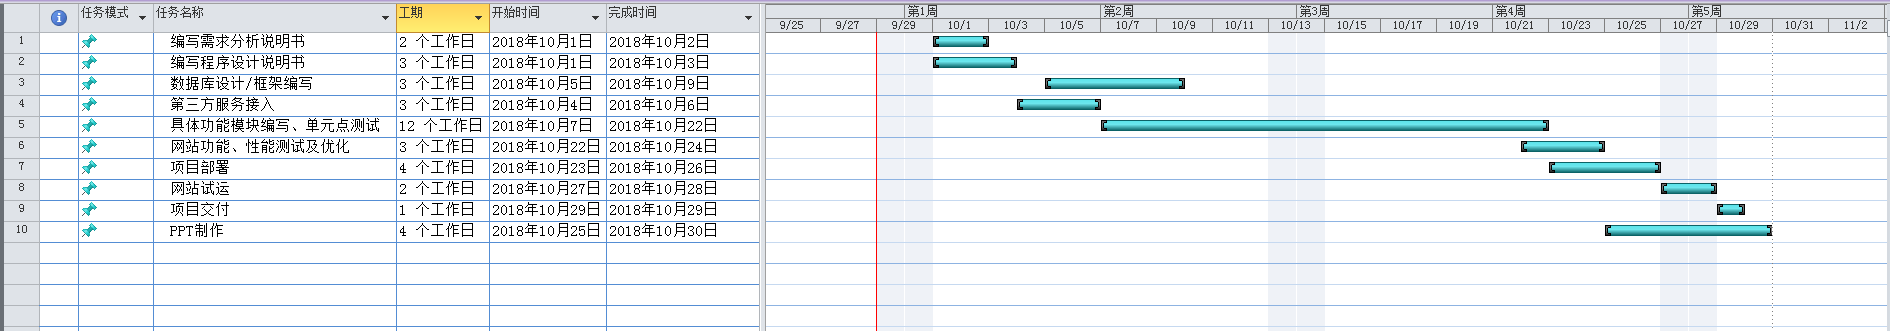 任务模式 任务名称 工期 开始时间 完成时间 第1周 第2周 第3周 第4周 第5周
9/25 9/27 9/29 10/1 10/3 10/5 10/7 10/9 10/11 10/13 10/15 10/17 10/19 10/21 10/23 10/25 10/27 10/29 10/31 11/2
1 编写需求分析说明书 2 个工作日 2018年10月1日 2018年10月2日
2 编写程序设计说明书 3 个工作日 2018年10月1日 2018年10月3日
3 数据库设计/框架编写 3 个工作日 2018年10月5日 2018年10月9日
4 第三方服务接入 3 个工作日 2018年10月4日 2018年10月6日
5 具体功能模块编写、单元点测试 12 个工作日 2018年10月7日 2018年10月22日
6 网站功能、性能测试及优化 3 个工作日 2018年10月22日 2018年10月24日
7 项目部署 4 个工作日 2018年10月23日 2018年10月26日
8 网站试运 2 个工作日 2018年10月27日 2018年10月28日
9 项目交付 1 个工作日 2018年10月29日 2018年10月29日
10 PPT制作 4 个工作日 2018年10月25日 2018年10月30日